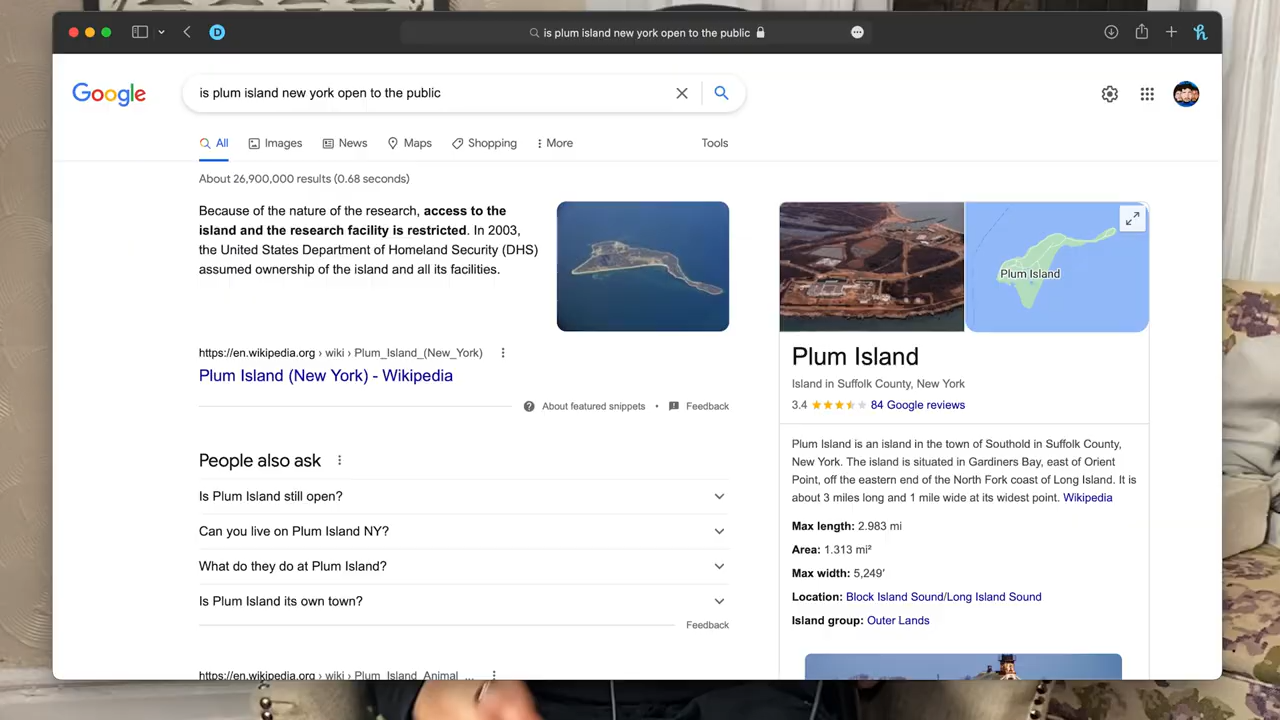 is plum island new york open to the public
Google
is plum island new york open to the public
All
Images
News
Maps
Shopping
More
Tools
About 26,900,000 results (0.68 seconds)
Because of the nature of the research, access to the
island and the research facility is restricted. In 2003,
the United States Department of Homeland Security (DHS)
assumed ownership of the island and all its facilities.
https://en.wikipedia.org › wiki › Plum_Island_(New_York)
Plum Island (New York) - Wikipedia
About featured snippets • Feedback
People also ask
Is Plum Island still open?
Can you live on Plum Island NY?
What do they do at Plum Island?
Is Plum Island its own town?
Feedback
https://en.wikipedia.org › wiki › Plum_Island_Animal_...
Plum Island
Plum Island
Island in Suffolk County, New York
3.4
84 Google reviews
Plum Island is an island in the town of Southold in Suffolk County,
New York. The island is situated in Gardiners Bay, east of Orient
Point, off the eastern end of the North Fork coast of Long Island. It is
about 3 miles long and 1 mile wide at its widest point. Wikipedia
Max length: 2.983 mi
Area: 1.313 mi²
Max width: 5,249′
Location: Block Island Sound/Long Island Sound
Island group: Outer Lands